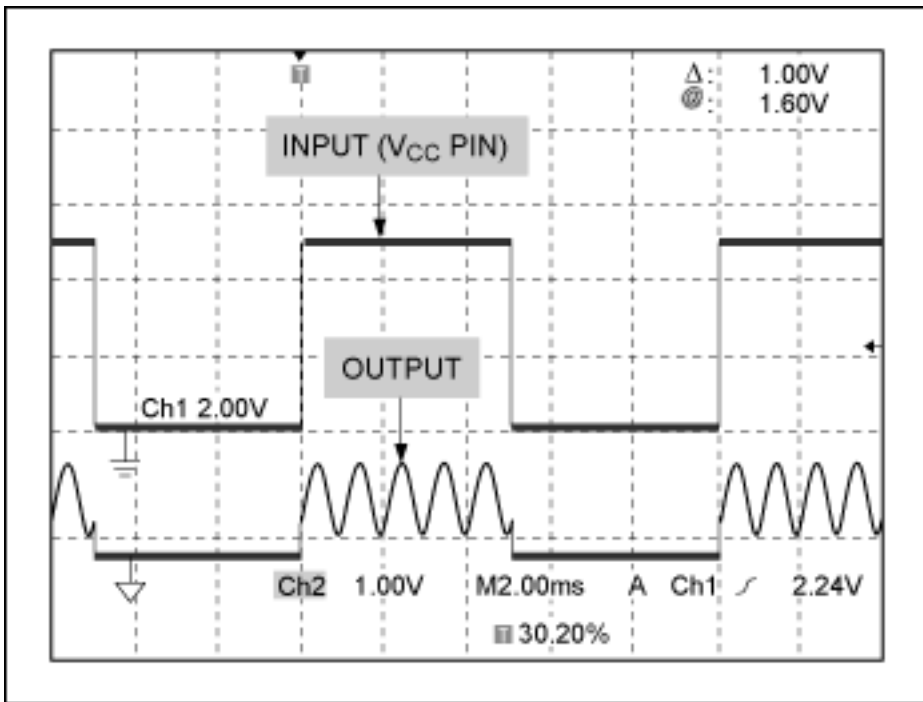 Δ: 1.00V
@: 1.60V
T
INPUT (VCC PIN)
OUTPUT
Ch1 2.00V
Ch2 1.00V M2.00ms A Ch1 2.24V
T 30.20%